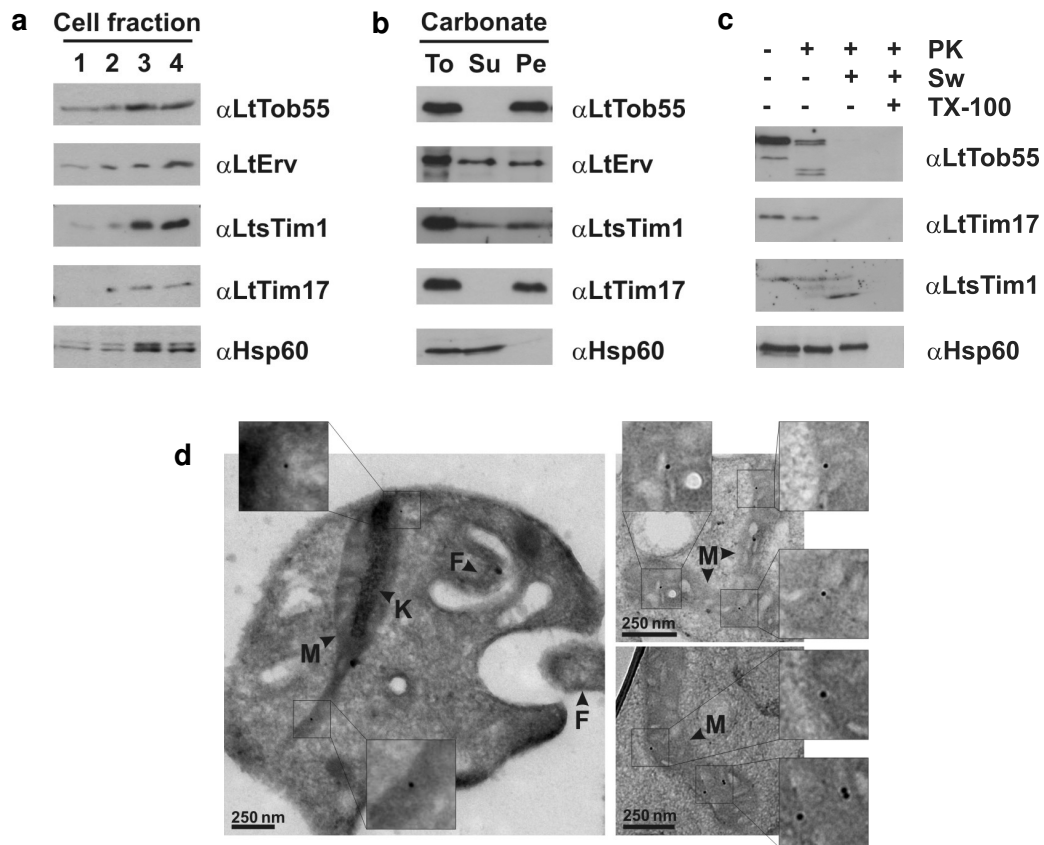 a
Cell fraction
1 2 3 4
αLtTob55
αLtErv
αLtsTim1
αLtTim17
αHsp60
b
Carbonate
To Su Pe
αLtTob55
αLtErv
αLtsTim1
αLtTim17
αHsp60
c
- + + + PK
- - + + Sw
- - - + TX-100
αLtTob55
αLtTim17
αLtsTim1
αHsp60
d
F
K
M
F
250 nm
M
250 nm
M
250 nm